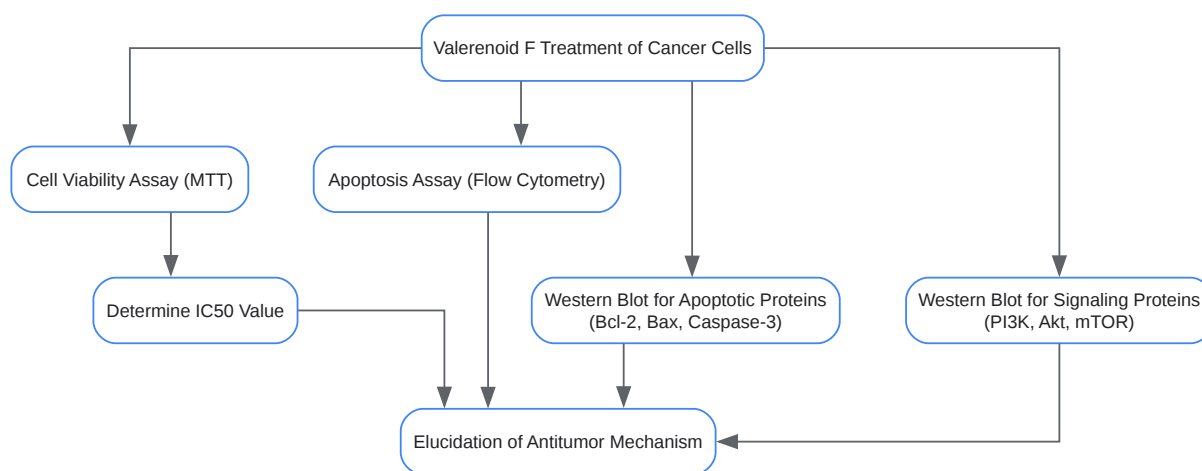 Valerenoid F Treatment of Cancer Cells
Cell Viability Assay (MTT)
Apoptosis Assay (Flow Cytometry)
Determine IC50 Value
Western Blot for Apoptotic Proteins
(Bcl-2, Bax, Caspase-3)
Western Blot for Signaling Proteins
(PI3K, Akt, mTOR)
Elucidation of Antitumor Mechanism